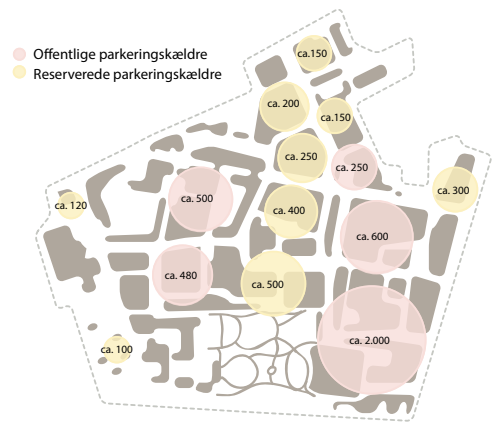 Offentlige parkeringskældre
Reserverede parkeringskældre
ca.150
ca. 200
ca.150
ca. 250
ca. 250
ca. 300
ca. 500
ca. 120
ca. 400
ca. 600
ca. 480
ca. 500
ca. 2.000
ca. 100